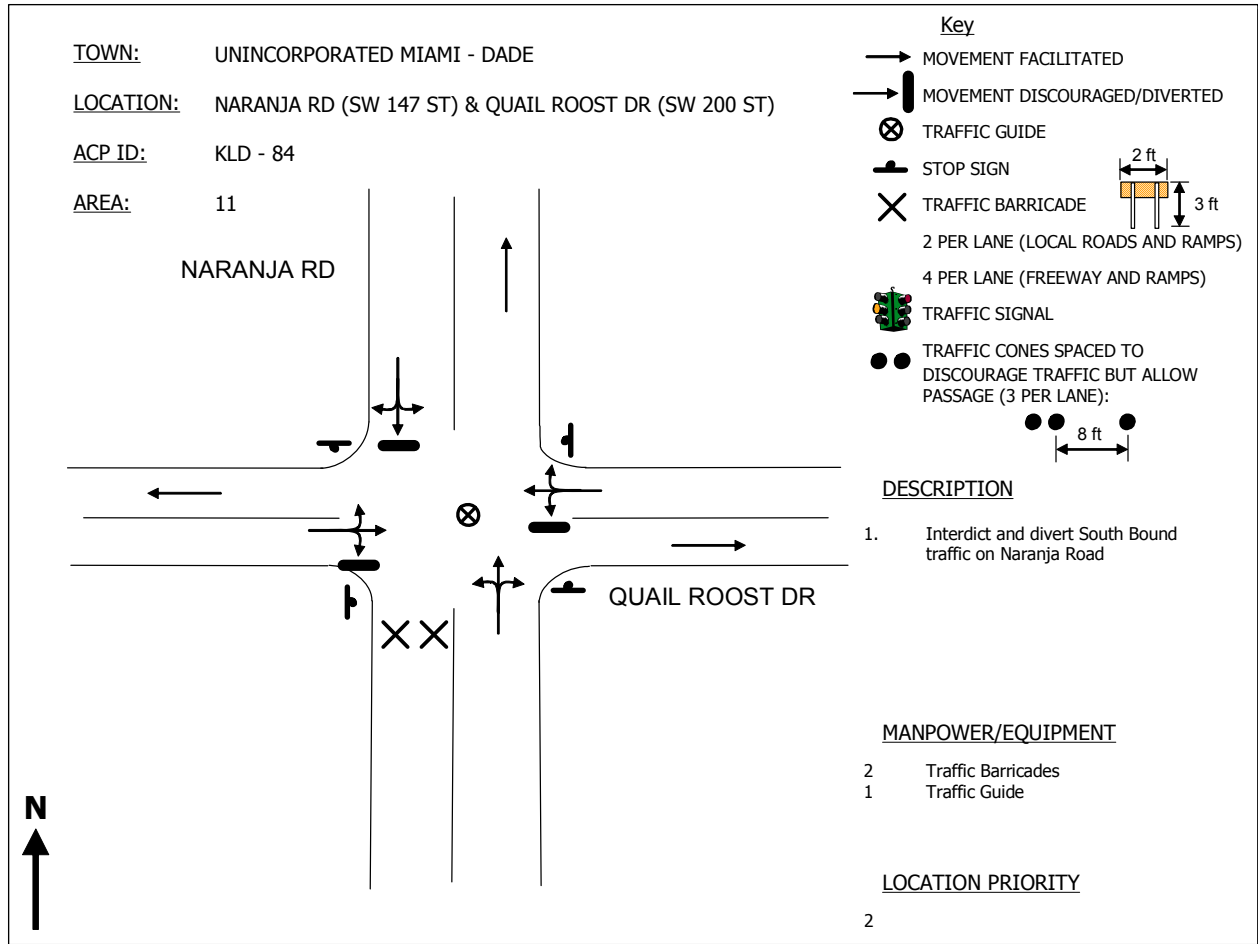 TOWN: UNINCORPORATED MIAMI - DADE
LOCATION: NARANJA RD (SW 147 ST) & QUAIL ROOST DR (SW 200 ST)
ACP ID: KLD - 84
AREA: 11
NARANJA RD
QUAIL ROOST DR
N
Key
MOVEMENT FACILITATED
MOVEMENT DISCOURAGED/DIVERTED
TRAFFIC GUIDE
STOP SIGN
2 ft
TRAFFIC BARRICADE
3 ft
2 PER LANE (LOCAL ROADS AND RAMPS)
4 PER LANE (FREEWAY AND RAMPS)
TRAFFIC SIGNAL
TRAFFIC CONES SPACED TO
DISCOURAGE TRAFFIC BUT ALLOW
PASSAGE (3 PER LANE):
8 ft
DESCRIPTION
1. Interdict and divert South Bound
traffic on Naranja Road
MANPOWER/EQUIPMENT
2 Traffic Barricades
1 Traffic Guide
LOCATION PRIORITY
2